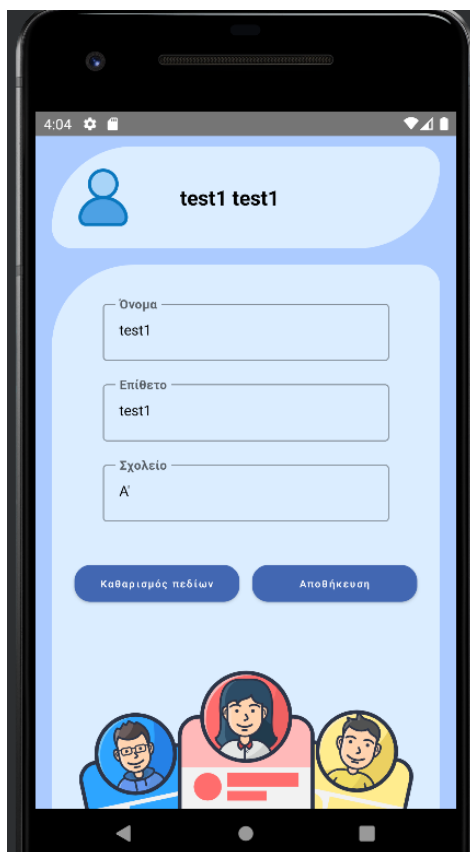 4:04
test1 test1
Όνομα
test1
Επίθετο
test1
Σχολείο
Α'
Καθαρισμός πεδίων
Αποθήκευση